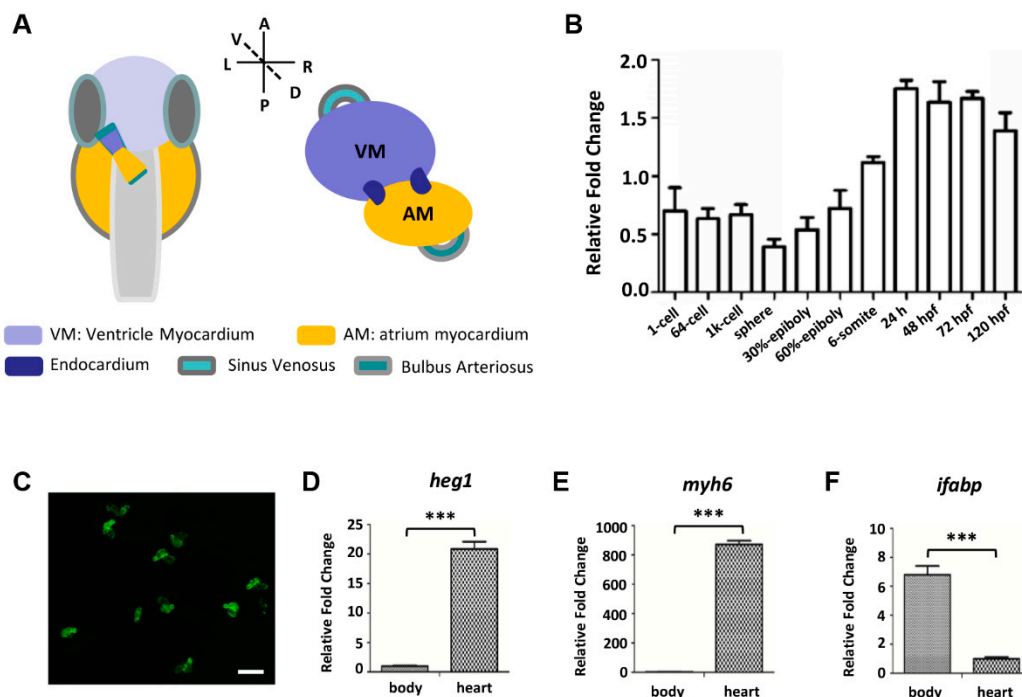 A
A
V
L
R
D
P
VM
AM
VM: Ventricle Myocardium
AM: atrium myocardium
Endocardium
Sinus Venosus
Bulbus Arteriosus
B
Relative Fold Change
2.0
1.5
1.0
0.5
0.0
1-cell
64-cell
1k-cell
sphere
30%-epiboly
60%-epiboly
6-somite
24 h
48 hpf
72 hpf
120 hpf
C
D
heg1
***
Relative Fold Change
25
20
15
10
5
0
body heart
E
myh6
***
Relative Fold Change
1000
800
600
400
200
0
body heart
F
ifabp
***
Relative Fold Change
8
6
4
2
0
body heart